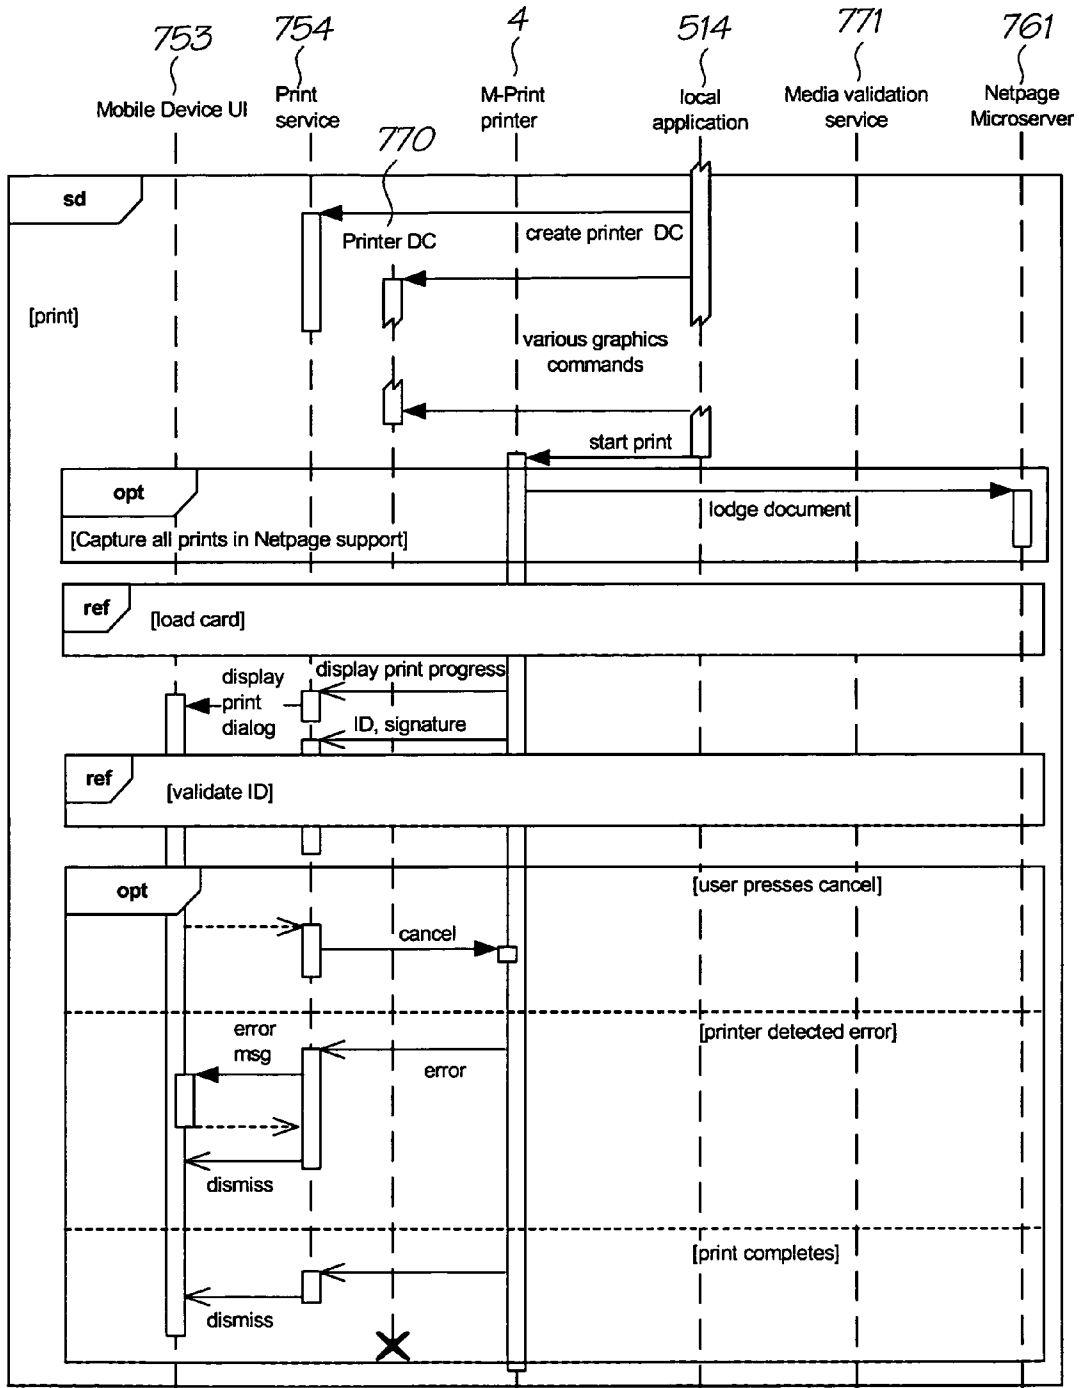 753
754
4
514
771
761
Mobile Device UI
Print
service
M-Print
printer
local
application
Media validation
service
Netpage
Microserver
770
sd
Printer DC
create printer DC
[print]
various graphics
commands
start print
opt
lodge document
[Capture all prints in Netpage support]
ref
[load card]
display
print
dialog
display print progress
ID, signature
ref
[validate ID]
opt
[user presses cancel]
cancel
[printer detected error]
error
msg
error
dismiss
[print completes]
dismiss